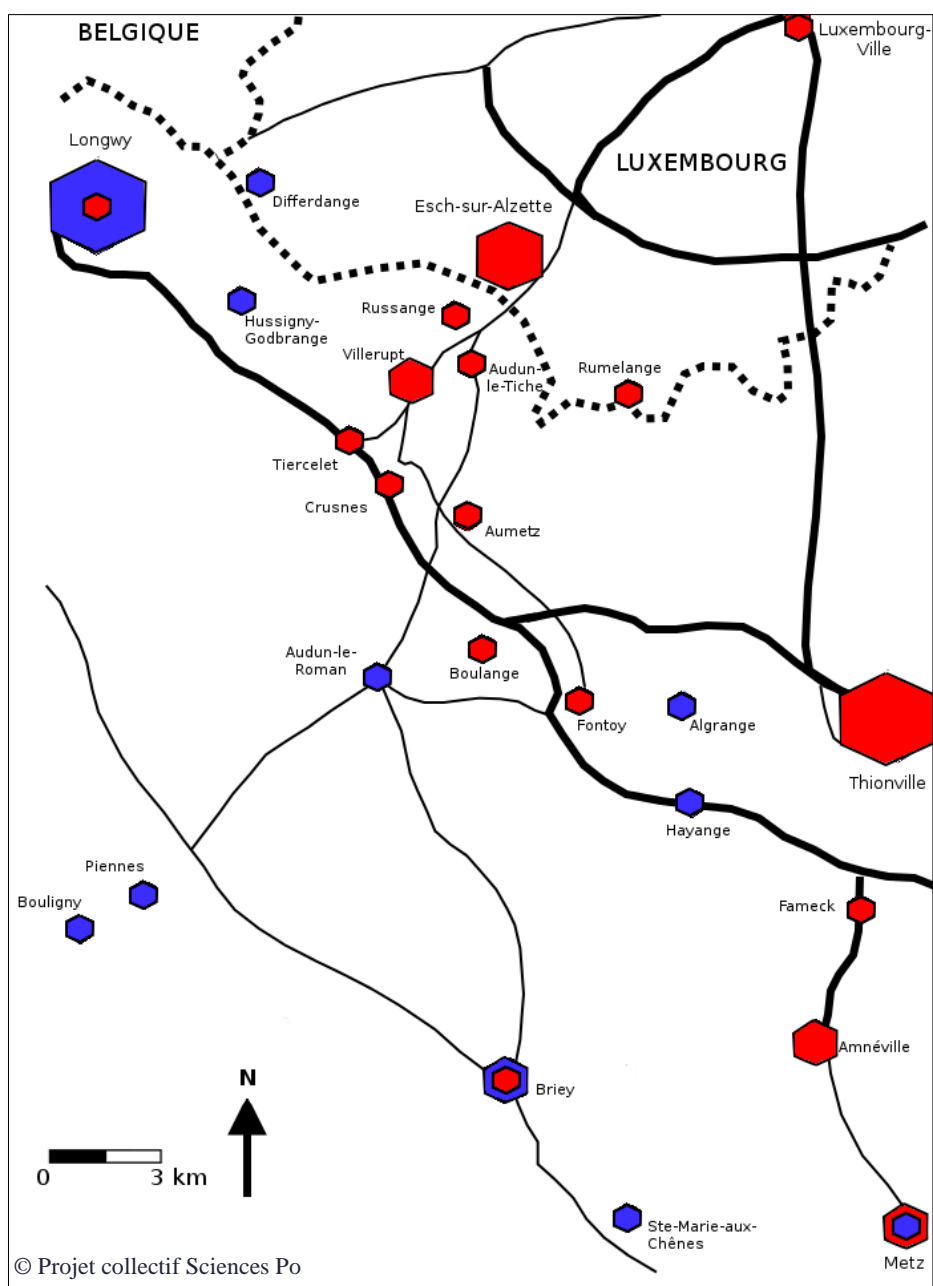 BELGIQUE
Luxembourg-
Ville
Longwy
LUXEMBOURG
Differdange
Esch-sur-Alzette
Russange
Hussigny-
Godbrange
Villerupt
Audun-
le-Tiche
Rumelange
Tiercelet
Crusnes
Aumetz
Audun-le-
Roman
Boulange
Fontoy
Algrange
Thionville
Hayange
Piennes
Bouligny
Fameck
Amnéville
N
Briey
0 3 km
Ste-Marie-aux-
Chênes
Metz
© Projet collectif Sciences Po